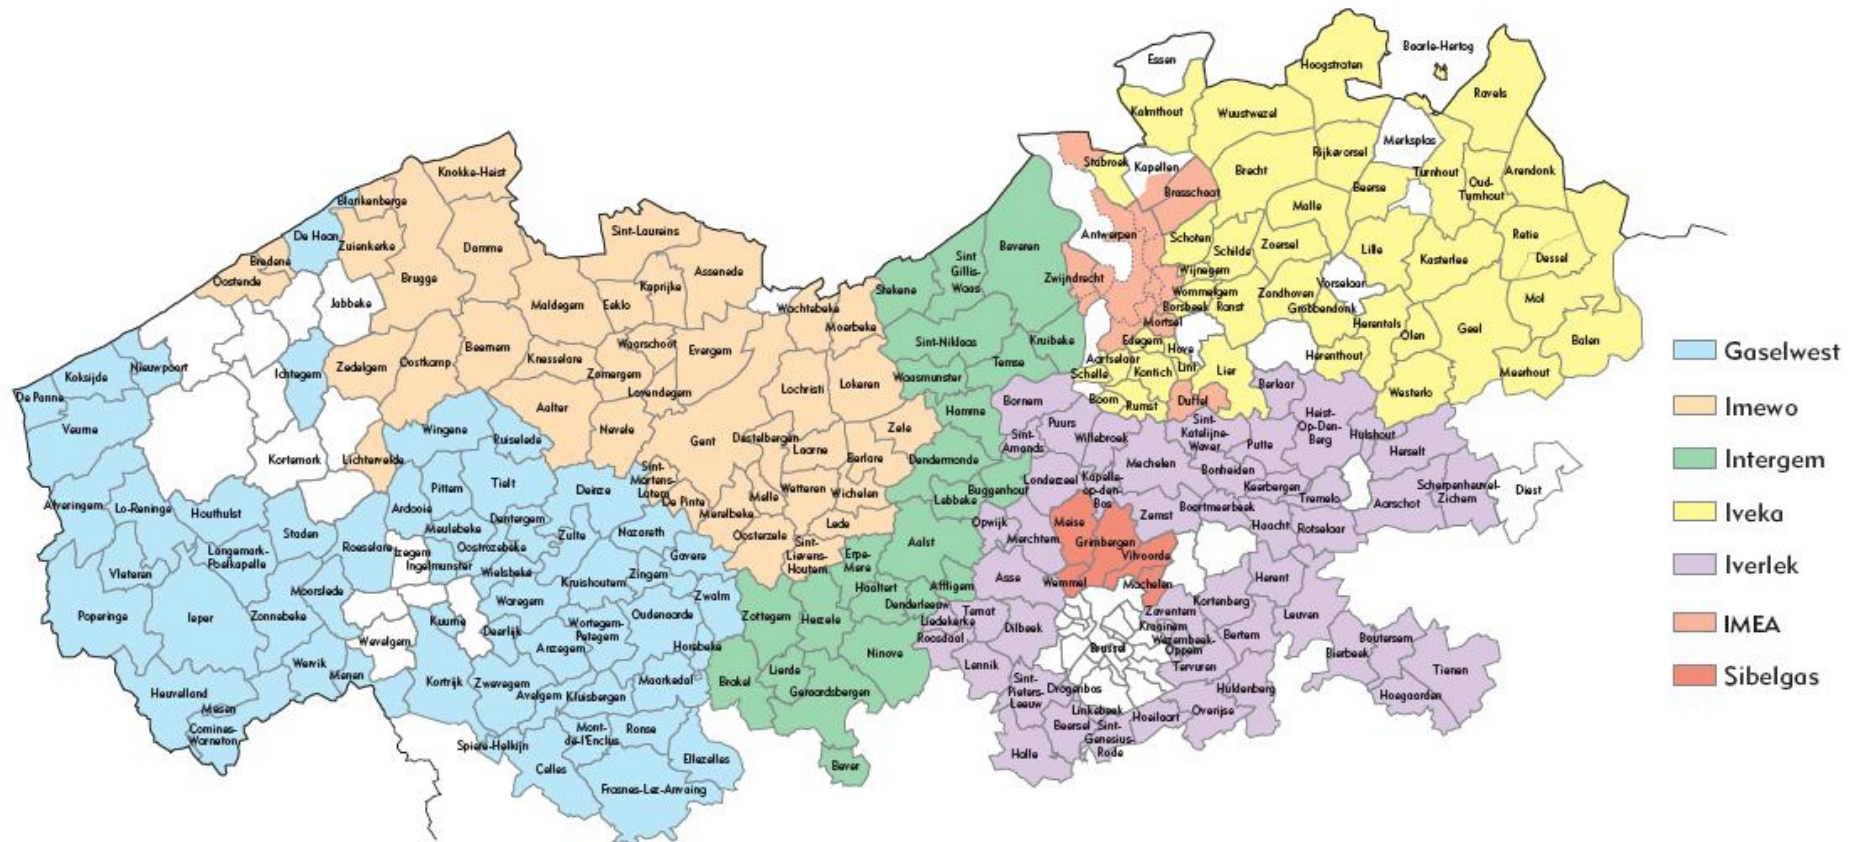 Essen
Baarle-Hertog
Hoogstraten
Ravels
Kalmthout
Wuustwezel
Merksplas
Rijkevorsel
Stabroek
Kapellen
Brecht
Turnhout
Arendonk
Beerse
Oud-
Turnhout
Brasschaat
Malle
Knokke-Heist
Blankenberge
De Haan
Zuienkerke
Damme
Sint-Laureins
Bredene
Oostende
Brugge
Assenede
Kaprijke
Jabbeke
Maldegem
Eeklo
Wachtebeke
Moerbeke
Stekene
Sint
Gillis-
Waas
Beveren
Antwerpen
Zwijndrecht
Schoten
Schilde
Zoersel
Lille
Kasterlee
Retie
Dessel
Wijnegem
Wommelgem
Borsbeek
Ranst
Zandhoven
Vorselaar
Grobbendonk
Mol
Mortsel
Herentals
Olen
Geel
Balen
Edegem
Hove
Aartselaar
Schelle
Kontich
Lint
Lier
Herenthout
Meerhout
Westerlo
Berlaar
Boom
Rumst
Duffel
Nieuwpoort
Koksijde
De Panne
Veurne
Ichtegem
Zedelgem
Oostkamp
Beernem
Knesselare
Waarschoot
Zomergem
Evergem
Lovendegem
Lochristi
Lokeren
Sint-Niklaas
Kruibeke
Temse
Waasmunster
Aalter
Nevele
Gent
Destelbergen
Laarne
Zele
Berlare
Hamme
Bornem
Puurs
Sint-
Amands
Willebroek
Sint-
Katelijne-
Waver
Putte
Heist-
Op-Den-
Berg
Hulshout
Herselt
Wingene
Ruiselede
Lichtervelde
Kortemark
Sint-
Martens-
Latem
De Pinte
Melle
Wetteren
Wichelen
Dendermonde
Buggenhout
Lebbeke
Londerzeel
Kapelle-
op-den-
Bos
Mechelen
Bonheiden
Keerbergen
Tremelo
Scherpenheuvel-
Zichem
Aarschot
Diest
Alveringem
Lo-Reninge
Houthulst
Staden
Pittem
Tielt
Deinze
Ardooie
Meulebeke
Dentergem
Zulte
Nazareth
Merelbeke
Oosterzele
Lede
Sint-
Lievens-
Houtem
Erpe-
Mere
Aalst
Opwijk
Merchtem
Meise
Grimbergen
Vilvoorde
Zemst
Boortmeerbeek
Haacht
Rotselaar
Langemark-
Poelkapelle
Roeselare
Izegem
Ingelmunster
Oostrozebeke
Wielsbeke
Gavere
Vleteren
Moorslede
Kruishoutem
Zingem
Zwalm
Haaltert
Affligem
Asse
Wemmel
Machelen
Herent
Poperinge
Ieper
Zonnebeke
Waregem
Wortegem-
Petegem
Oudenaarde
Zottegem
Herzele
Denderleeuw
Liedekerke
Roosdaal
Ternat
Dilbeek
Zaventem
Kortenberg
Leuven
Kraainem
Wezembeek-
Oppem
Bertem
Tervuren
Brussel
Boutersem
Bierbeek
Tienen
Hoegaarden
Kuurne
Deerlijk
Anzegem
Horebeke
Wevelgem
Wervik
Menen
Ninove
Lennik
Lierde
Brakel
Geraardsbergen
Heuvelland
Mesen
Comines-
Warneton
Kortrijk
Zwevegem
Avelgem
Kluisbergen
Maarkedal
Ronse
Mont-
de-l'Enclus
Spiere-Helkijn
Celles
Ellezelles
Frasnes-Lez-Anvaing
Bever
Sint-
Pieters-
Leeuw
Drogenbos
Linkebeek
Beersel
Sint-
Genesius-
Rode
Hoeilaart
Overijse
Huldenberg
Halle
Gaselwest
Imewo
Intergem
Iveka
Iverlek
IMEA
Sibelgas